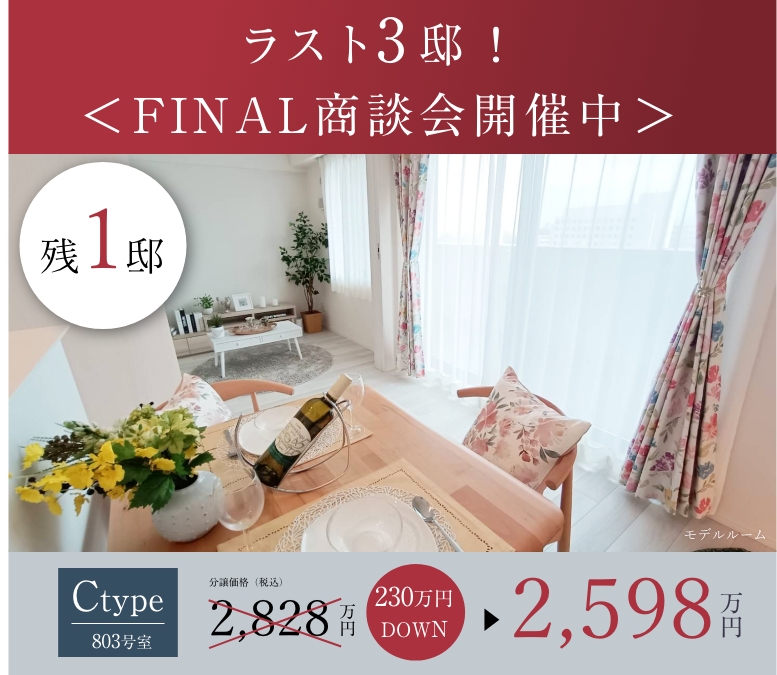 ラスト3邸！
＜FINAL商談会開催中＞
残1邸
モデルルーム
Ctype
803号室
分譲価格（税込）
2,828万円
230万円
DOWN
▶
2,598万円